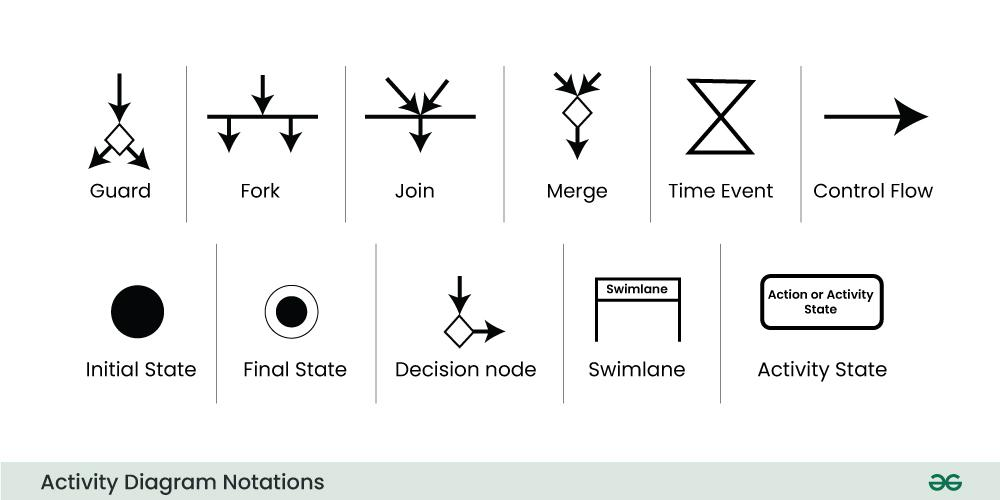 Guard
Fork
Join
Merge
Time Event
Control Flow
Swimlane
Action or Activity
State
Initial State
Final State
Decision node
Swimlane
Activity State
Activity Diagram Notations